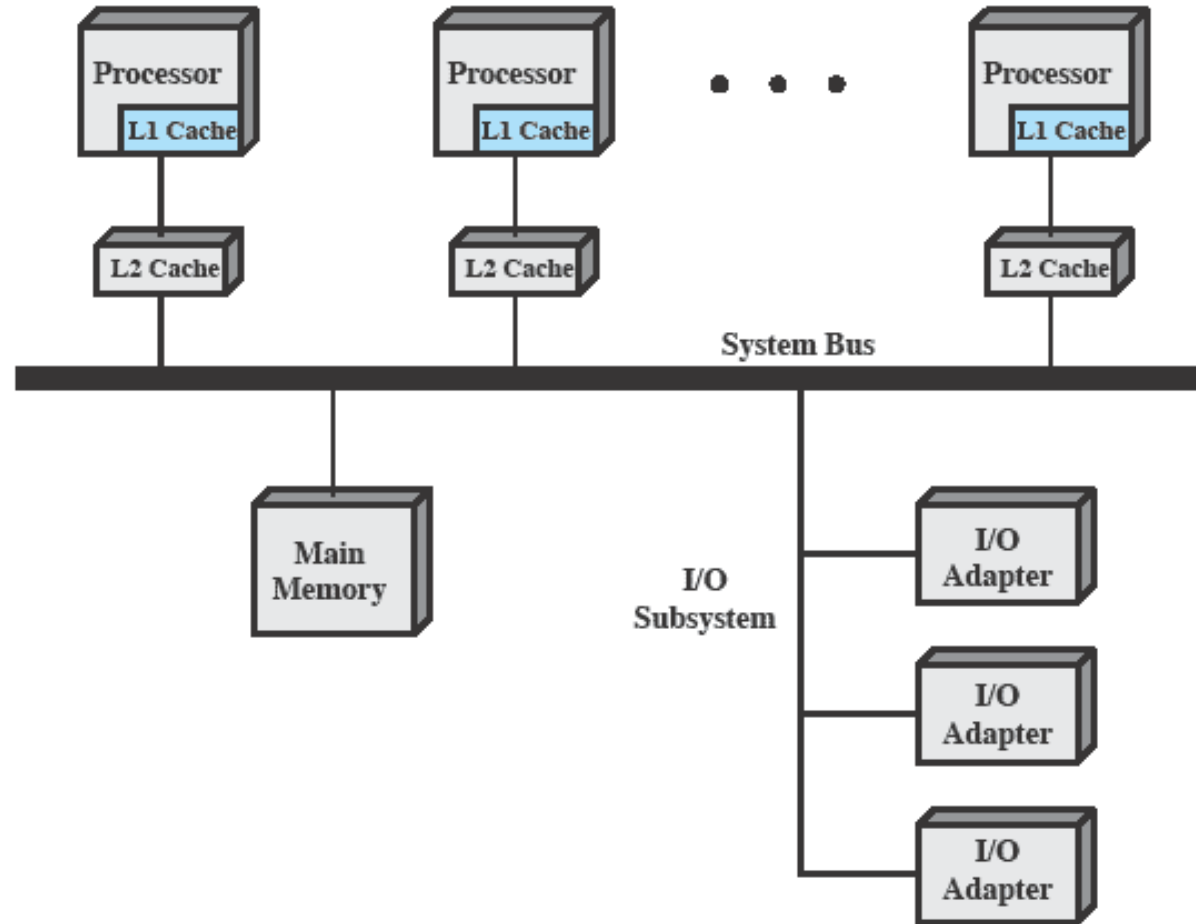 Processor
L1 Cache
Processor
L1 Cache
Processor
L1 Cache
L2 Cache
L2 Cache
L2 Cache
System Bus
Main
Memory
I/O
Subsystem
I/O
Adapter
I/O
Adapter
I/O
Adapter